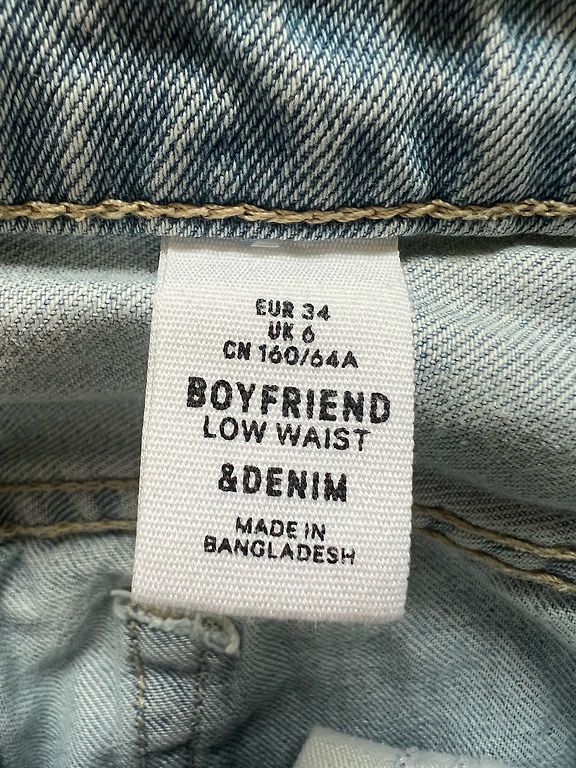 EUR 34
UK 6
CN 160/64A
BOYFRIEND
LOW WAIST
&DENIM
MADE IN
BANGLADESH